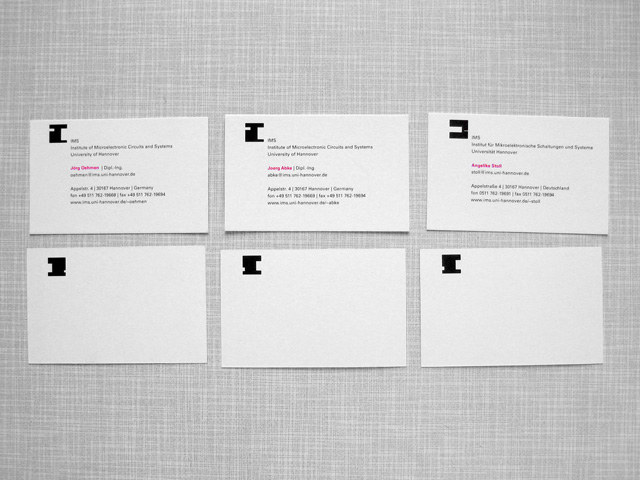 IMS
Institute of Microelectronic Circuits and Systems
University of Hannover
Jörg Oehmen | Dipl.-Ing.
oehmen@ims.uni-hannover.de
Appelstr. 4 | 30167 Hannover | Germany
fon +49 511 762-19668 | fax +49 511 762-19694
www.ims.uni-hannover.de/~oehmen
IMS
Institute of Microelectronic Circuits and Systems
University of Hannover
Joerg Abke | Dipl.-Ing.
abke@ims.uni-hannover.de
Appelstr. 4 | 30167 Hannover | Germany
fon +49 511 762-19668 | fax +49 511 762-19694
www.ims.uni-hannover.de/~abke
IMS
Institut für Mikroelektronische Schaltungen und Systeme
Universität Hannover
Angelika Stoll
stoll@ims.uni-hannover.de
Appelstraße 4 | 30167 Hannover | Deutschland
fon 0511 762-19691 | fax 0511 762-19694
www.ims.uni-hannover.de/~stoll